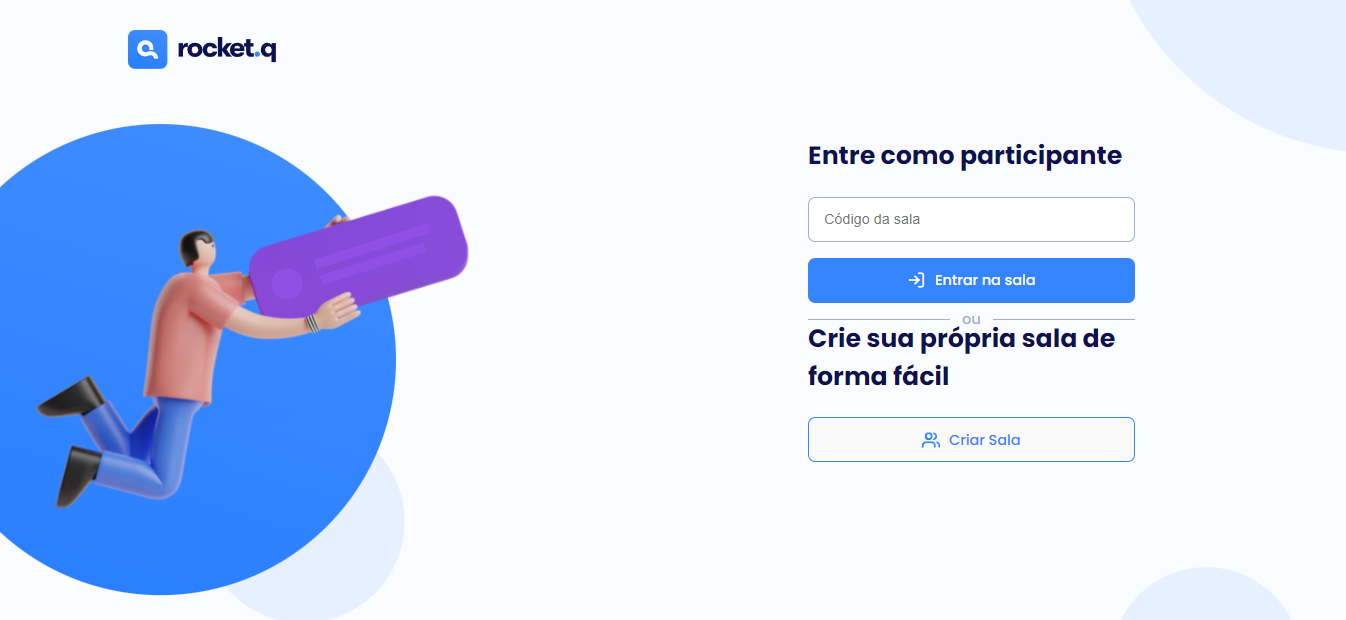 rocket.q
Entre como participante
Código da sala
Entrar na sala
ou
Crie sua própria sala de
forma fácil
Criar Sala